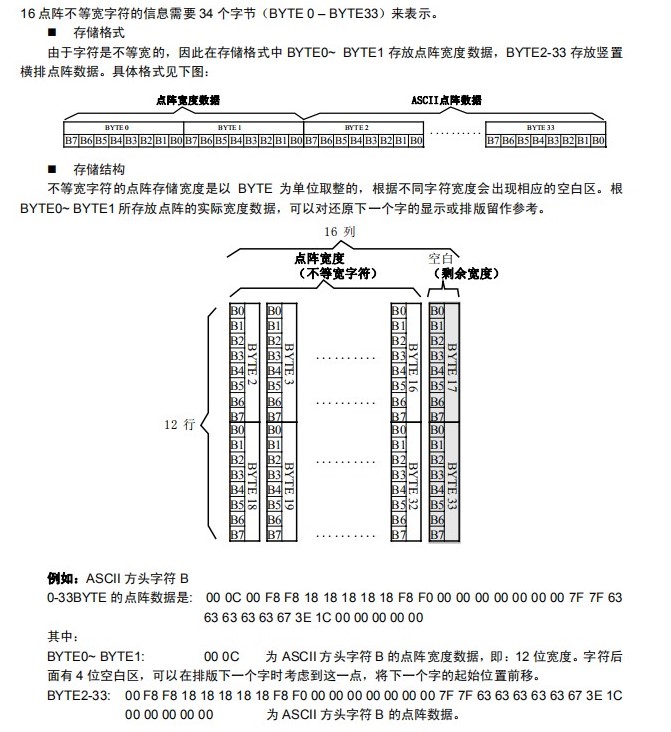 16 点阵不等宽字符的信息需要 34 个字节（BYTE 0 – BYTE33）来表示。
■ 存储格式
由于字符是不等宽的，因此在存储格式中 BYTE0~ BYTE1 存放点阵宽度数据，BYTE2-33 存放竖置
横排点阵数据。具体格式见下图：
点阵宽度数据 ASCII点阵数据
BYTE 0 BYTE 1 BYTE 2 BYTE 33
B7 B6 B5 B4 B3 B2 B1 B0 B7 B6 B5 B4 B3 B2 B1 B0 B7 B6 B5 B4 B3 B2 B1 B0 .......... B7 B6 B5 B4 B3 B2 B1 B0
■ 存储结构
不等宽字符的点阵存储宽度是以 BYTE 为单位取整的，根据不同字符宽度会出现相应的空白区。根
BYTE0~ BYTE1 所存放点阵的实际宽度数据，可以对还原下一个字的显示或排版留作参考。
16 列
点阵宽度 空白
（不等宽字符） （剩余宽度）
B0 B0 B0 B0
B1 B1 B1 B1
B2 B2 B2 B2
B3 B3 .......... B3 B3
B4 B4 B4 B4
B5 B5 B5 B5
B6 B6 .......... B6 B6
B7 B7 B7 B7
BYTE 2 BYTE 3 BYTE 16 BYTE 17
12 行
B0 B0 B0 B0
B1 B1 B1 B1
B2 B2 .......... B2 B2
B3 B3 B3 B3
B4 B4 B4 B4
B5 B5 B5 B5
B6 B6 B6 B6
B7 B7 .......... B7 B7
BYTE 18 BYTE 19 BYTE 32 BYTE 33
例如：ASCII 方头字符 B
0-33BYTE 的点阵数据是： 00 0C 00 F8 F8 18 18 18 18 18 F8 F0 00 00 00 00 00 00 00 7F 7F 63
63 63 63 63 67 3E 1C 00 00 00 00 00
其中：
BYTE0~ BYTE1: 00 0C 为 ASCII 方头字符 B 的点阵宽度数据，即：12 位宽度。字符后
面有 4 位空白区，可以在排版下一个字时考虑到这一点，将下一个字的起始位置前移。
BYTE2-33: 00 F8 F8 18 18 18 18 18 F8 F0 00 00 00 00 00 00 00 7F 7F 63 63 63 63 63 67 3E 1C
00 00 00 00 00 为 ASCII 方头字符 B 的点阵数据。